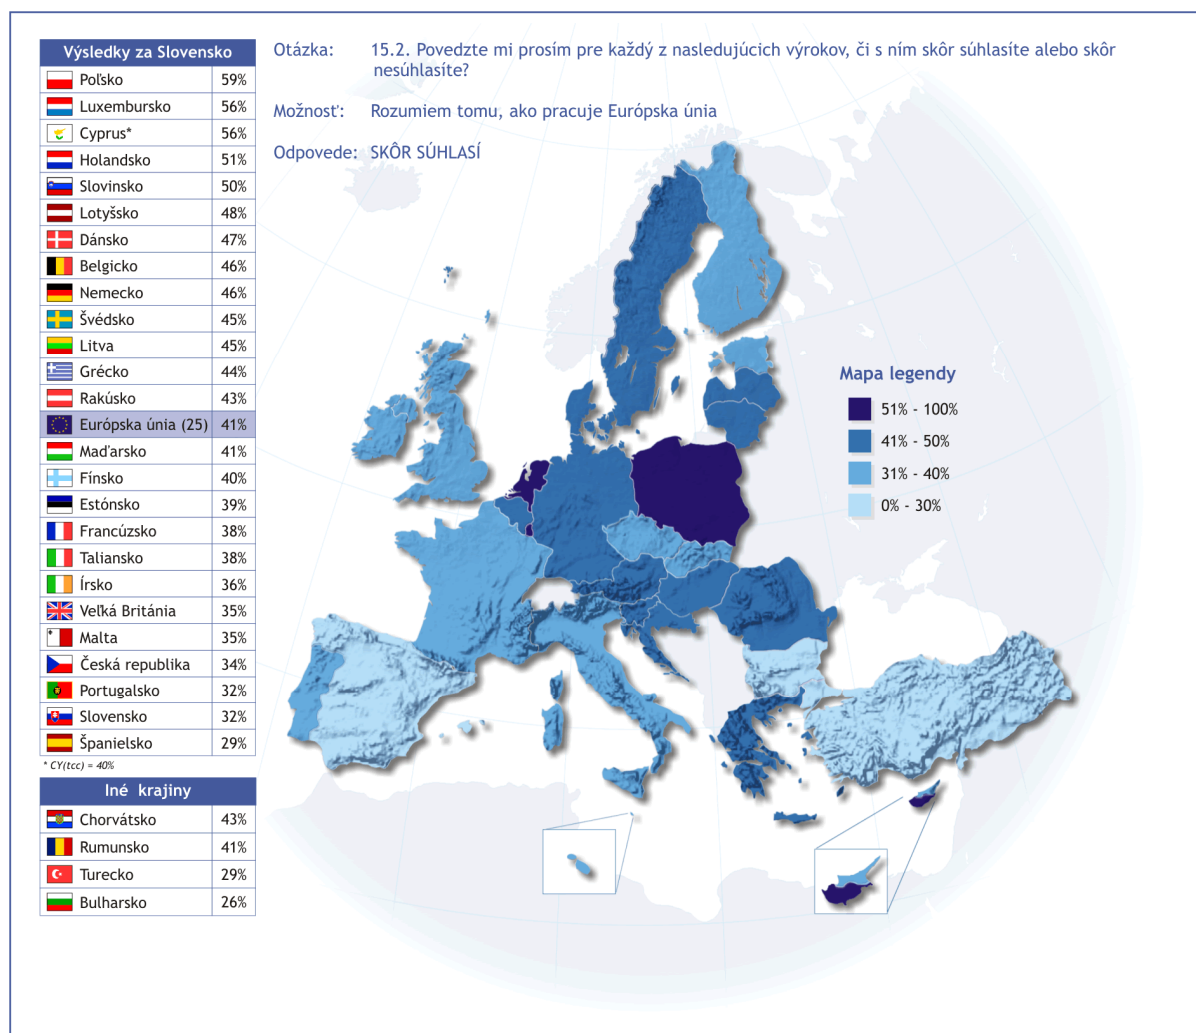 Výsledky za Slovensko
Poľsko 59%
Luxembursko 56%
Cyprus* 56%
Holandsko 51%
Slovinsko 50%
Lotyšsko 48%
Dánsko 47%
Belgicko 46%
Nemecko 46%
Švédsko 45%
Litva 45%
Grécko 44%
Rakúsko 43%
Európska únia (25) 41%
Maďarsko 41%
Fínsko 40%
Estónsko 39%
Francúzsko 38%
Taliansko 38%
Írsko 36%
Veľká Británia 35%
Malta 35%
Česká republika 34%
Portugalsko 32%
Slovensko 32%
Španielsko 29%
* CY(tcc) = 40%
Iné krajiny
Chorvátsko 43%
Rumunsko 41%
Turecko 29%
Bulharsko 26%
Otázka: 15.2. Povedzte mi prosím pre každý z nasledujúcich výrokov, či s ním skôr súhlasíte alebo skôr
nesúhlasíte?
Možnosť: Rozumiem tomu, ako pracuje Európska únia
Odpovede: SKÔR SÚHLASÍ
Mapa legendy
51% - 100%
41% - 50%
31% - 40%
0% - 30%